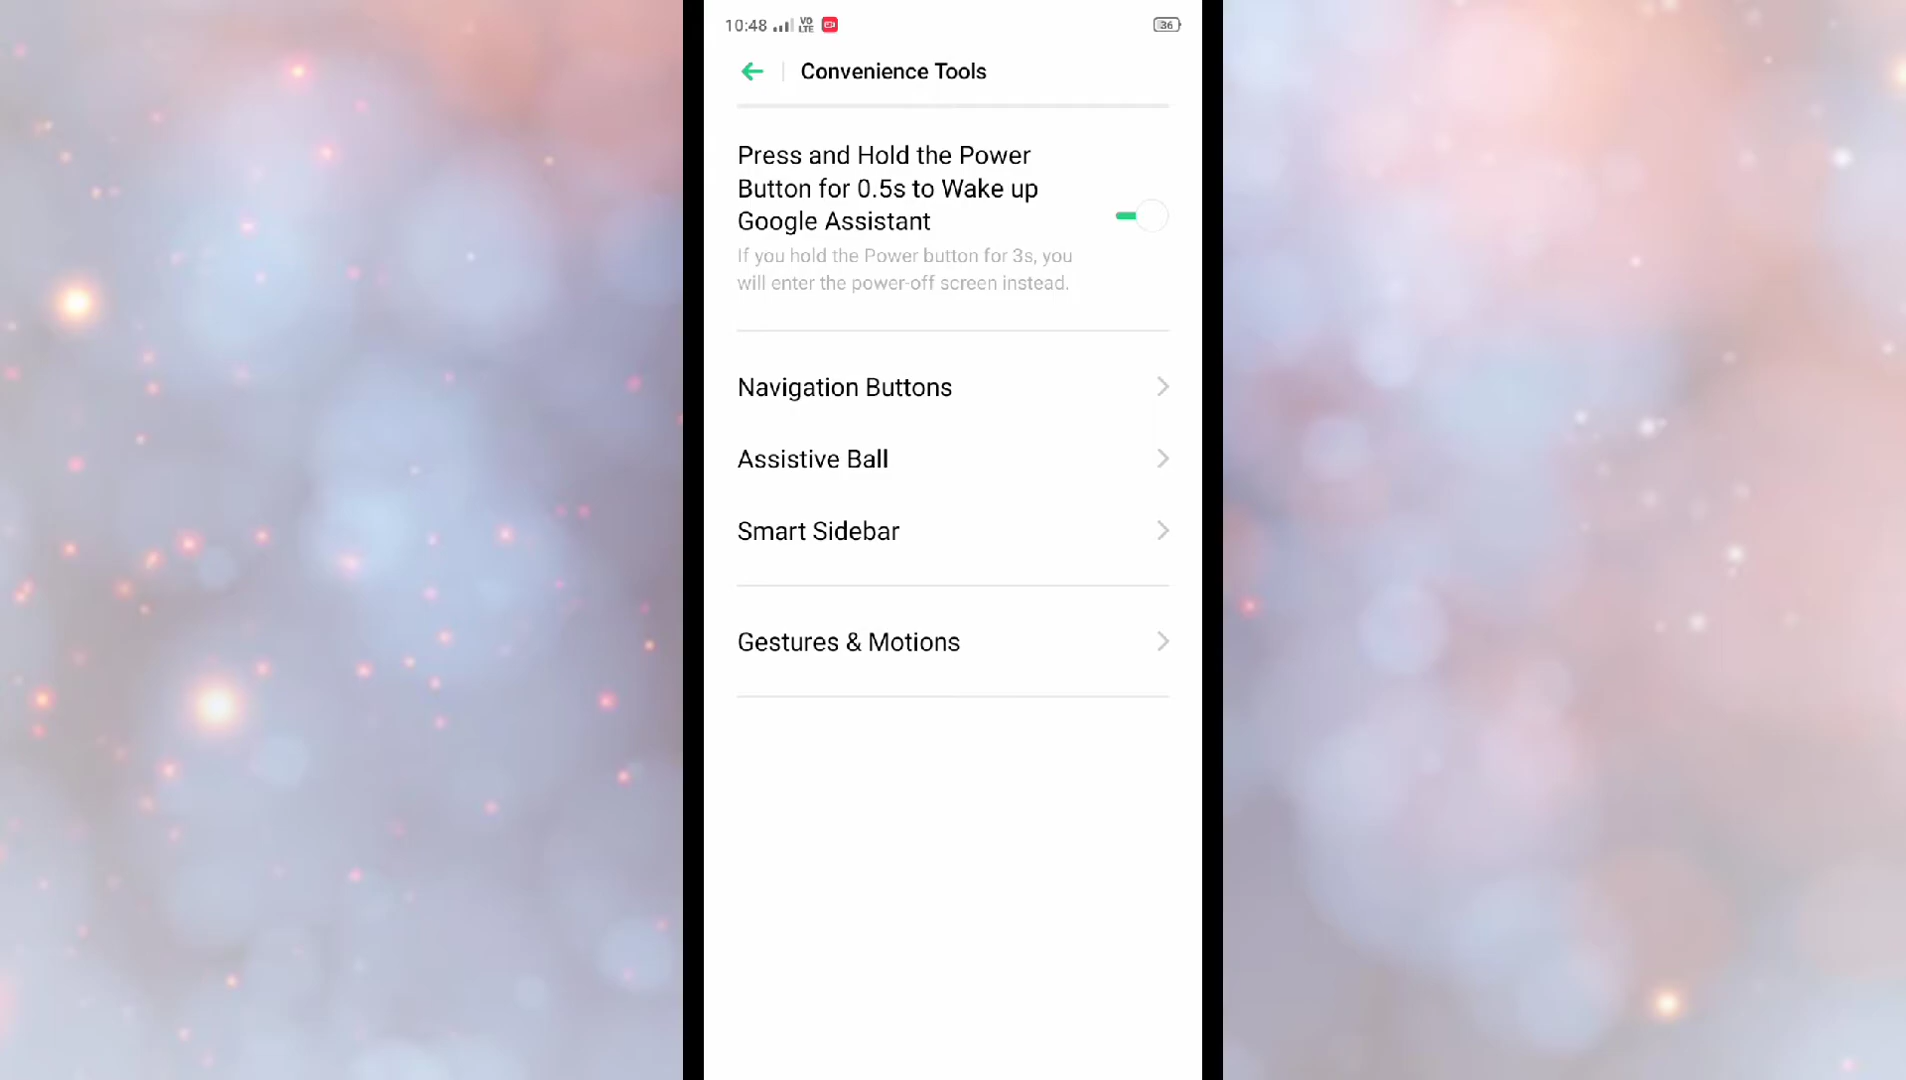 10:48 VO LTE 36
Convenience Tools
Press and Hold the Power
Button for 0.5s to Wake up
Google Assistant
If you hold the Power button for 3s, you
will enter the power-off screen instead.
Navigation Buttons
Assistive Ball
Smart Sidebar
Gestures & Motions